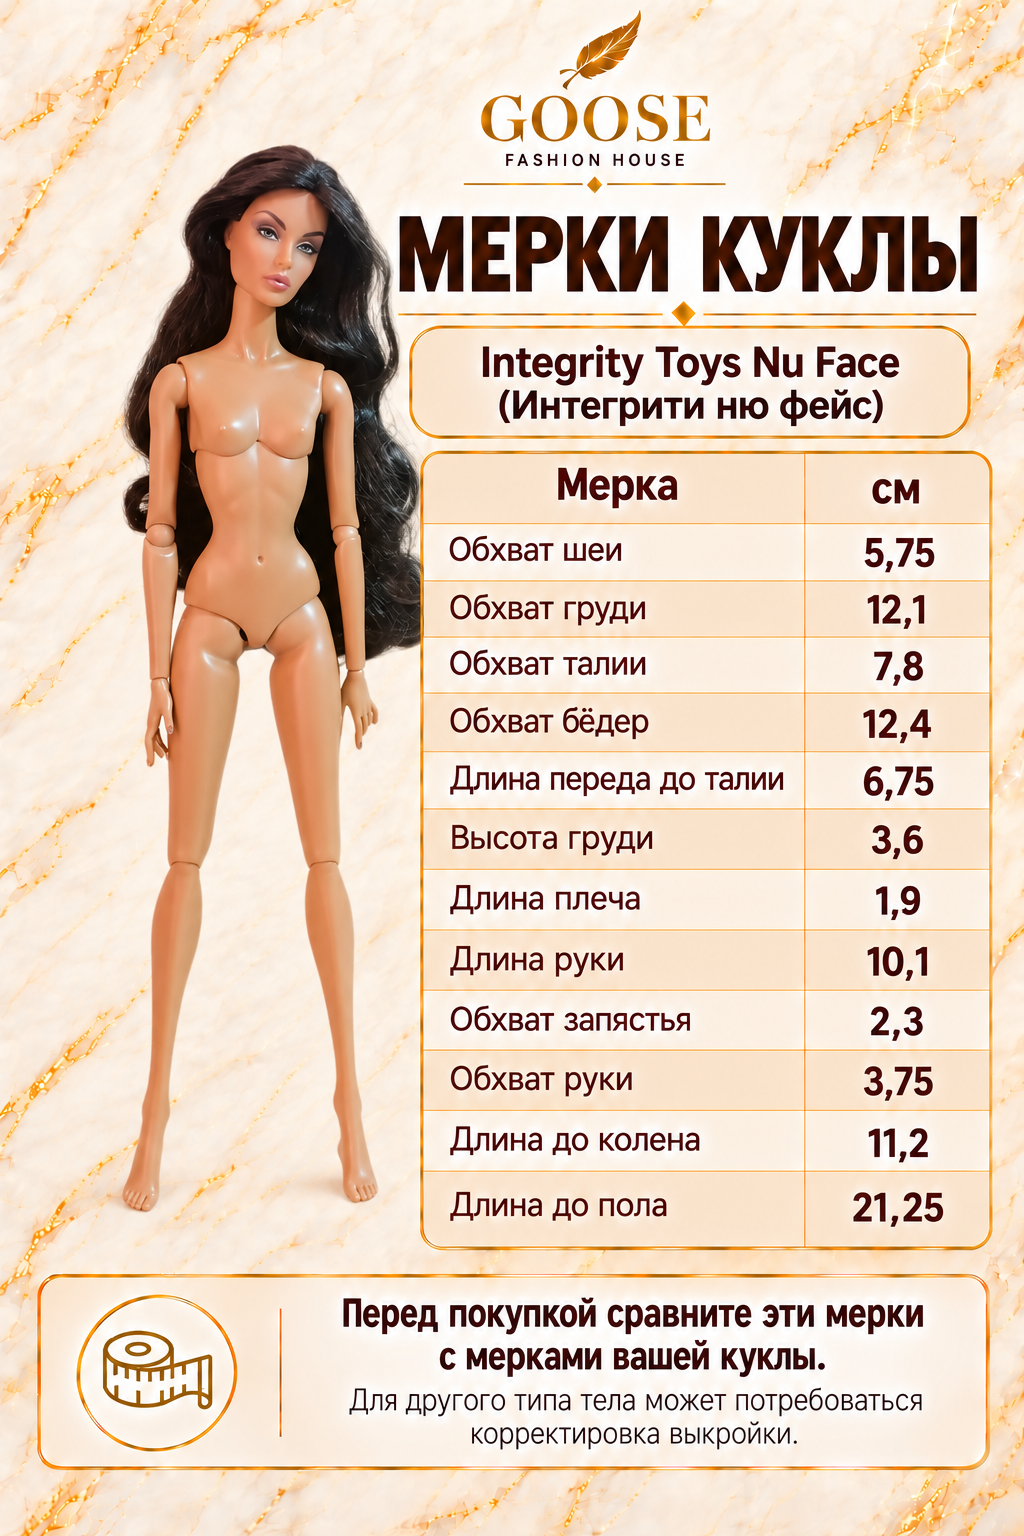 GOOSE
FASHION HOUSE
МЕРКИ КУКЛЫ
Integrity Toys Nu Face
(Интегрити ню фейс)
Мерка см
Обхват шеи 5,75
Обхват груди 12,1
Обхват талии 7,8
Обхват бёдер 12,4
Длина переда до талии 6,75
Высота груди 3,6
Длина плеча 1,9
Длина руки 10,1
Обхват запястья 2,3
Обхват руки 3,75
Длина до колена 11,2
Длина до пола 21,25
Перед покупкой сравните эти мерки
с мерками вашей куклы.
Для другого типа тела может потребоваться
корректировка выкройки.